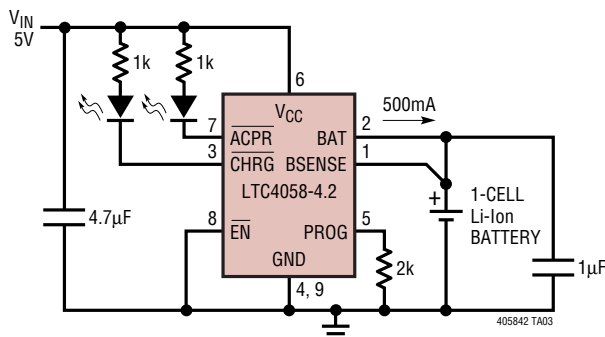 VIN
5V
1k
1k
6
500mA
VCC
7
ACPR
BAT
2
3
CHRG
BSENSE
1
LTC4058-4.2
4.7µF
8
EN
PROG
5
GND
4, 9
2k
+
1-CELL
Li-Ion
BATTERY
1µF
405842 TA03